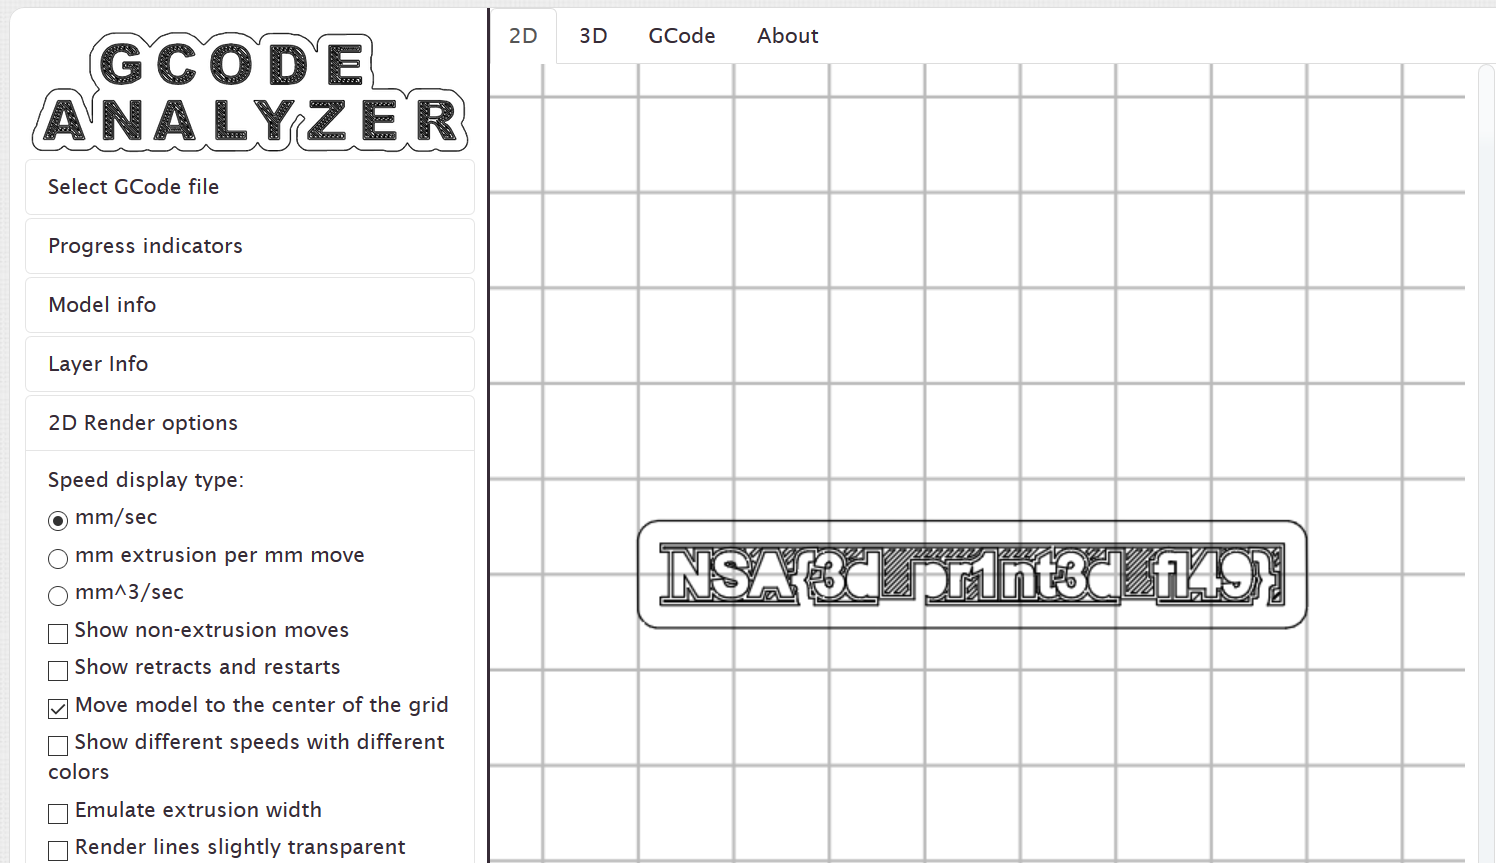 GCODE
ANALYZER
Select GCode file
Progress indicators
Model info
Layer Info
2D Render options
Speed display type:
mm/sec
mm extrusion per mm move
mm^3/sec
Show non-extrusion moves
Show retracts and restarts
Move model to the center of the grid
Show different speeds with different
colors
Emulate extrusion width
Render lines slightly transparent
2D 3D GCode About
NSA{3d_pr1nt3d_fl49}